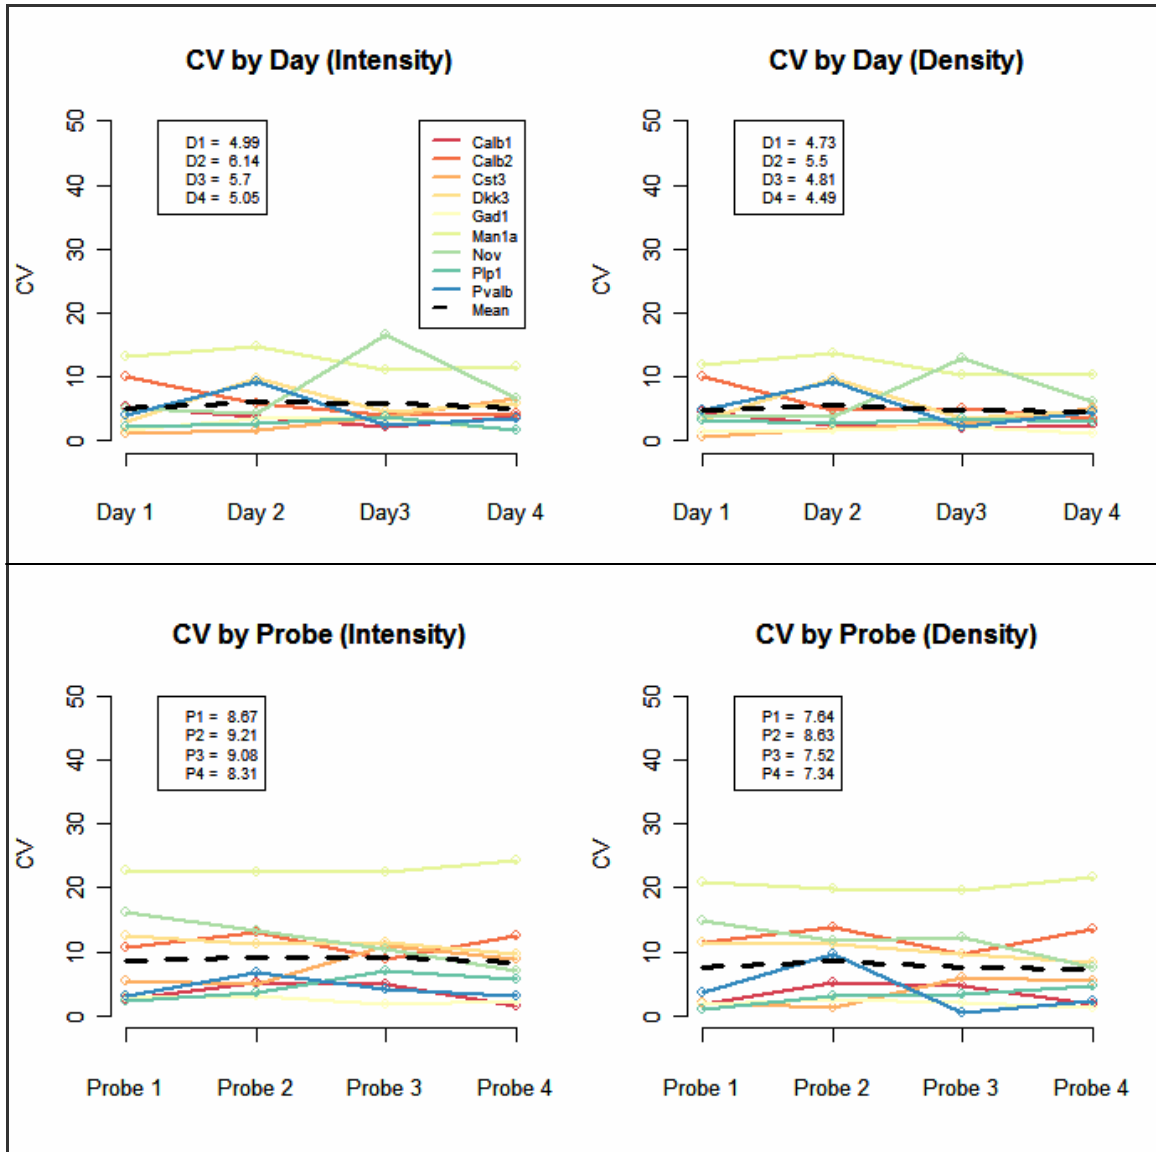 CV by Day (Intensity)
50
40
30
20
10
0
CV
D1 = 4.99
D2 = 6.14
D3 = 5.7
D4 = 5.05
Calb1
Calb2
Cst3
Dkk3
Gad1
Man1a
Nov
Plp1
Pvalb
Mean
Day 1 Day 2 Day3 Day 4
CV by Day (Density)
50
40
30
20
10
0
CV
D1 = 4.73
D2 = 5.5
D3 = 4.81
D4 = 4.49
Day 1 Day 2 Day3 Day 4
CV by Probe (Intensity)
50
40
30
20
10
0
CV
P1 = 8.67
P2 = 9.21
P3 = 9.08
P4 = 8.31
Probe 1 Probe 2 Probe 3 Probe 4
CV by Probe (Density)
50
40
30
20
10
0
CV
P1 = 7.64
P2 = 8.63
P3 = 7.52
P4 = 7.34
Probe 1 Probe 2 Probe 3 Probe 4